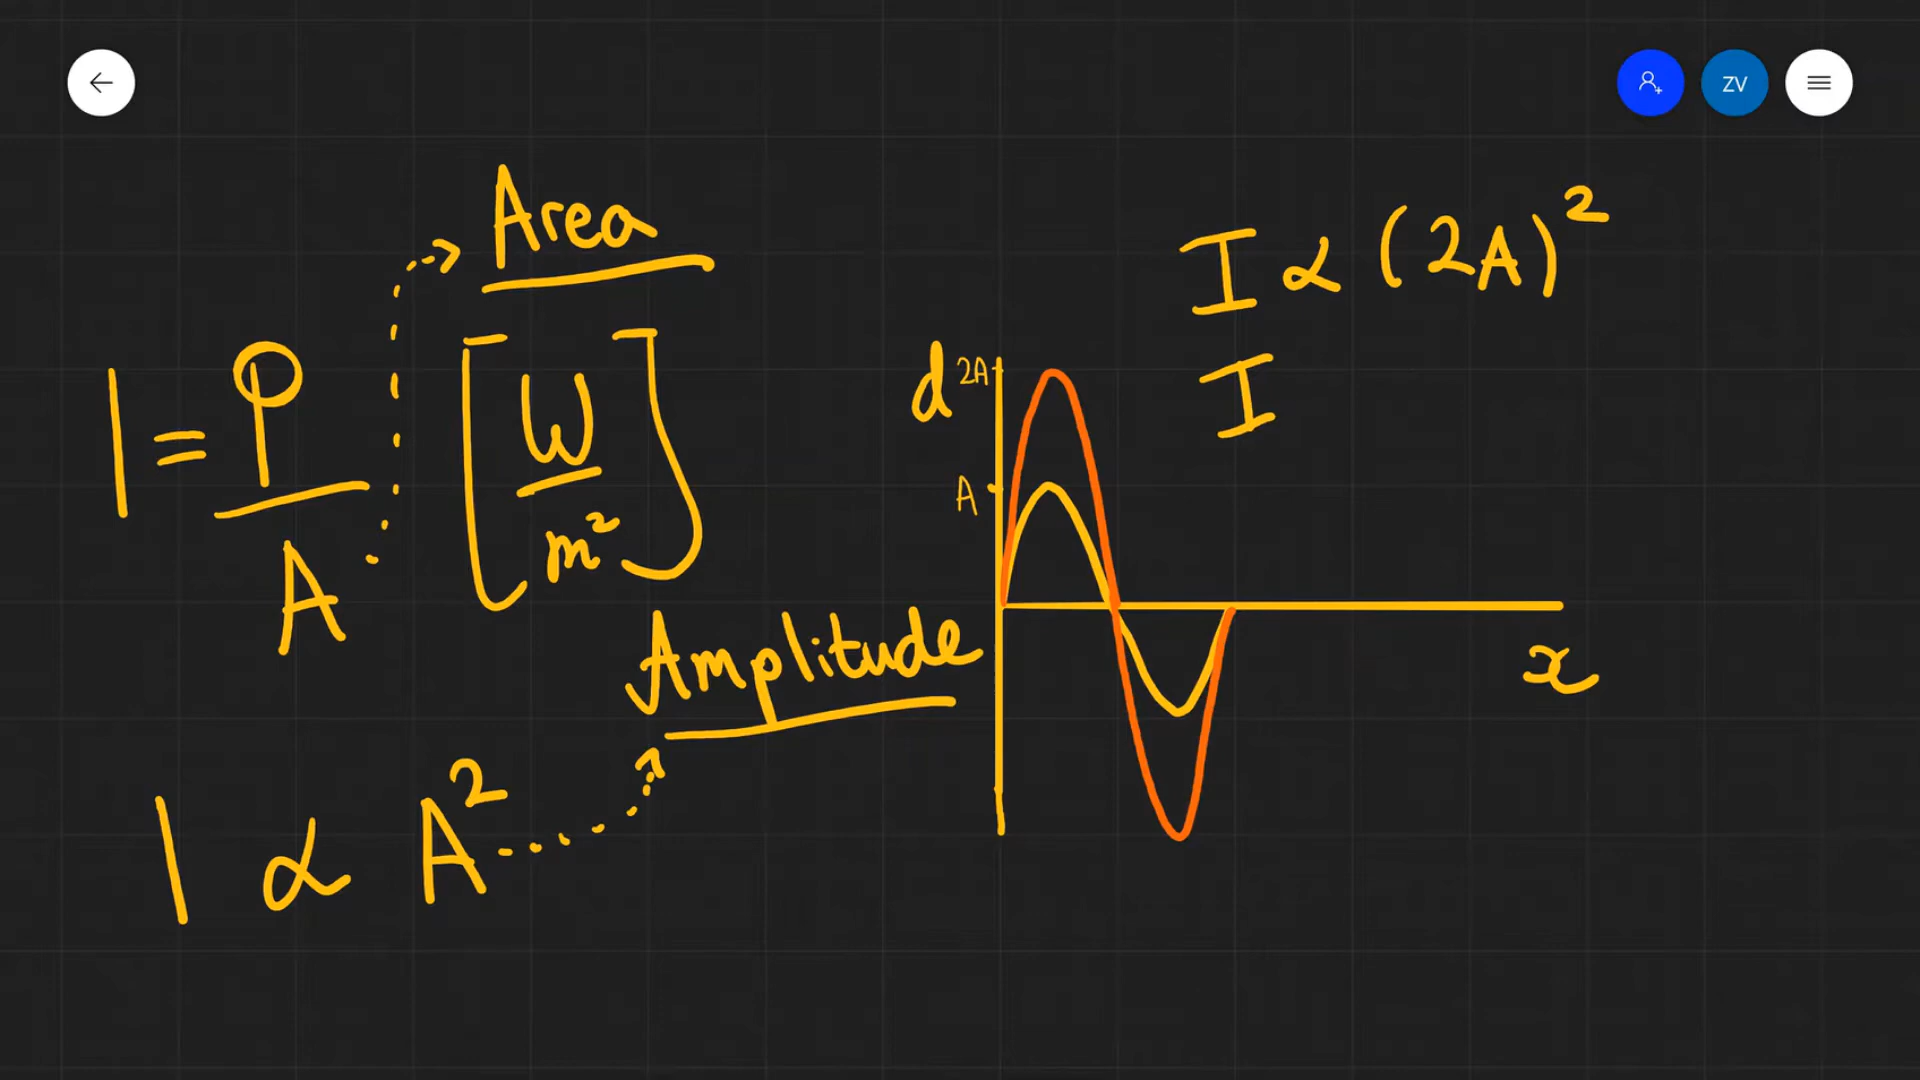 ZV
Area
I = P/A
[W/m²]
Amplitude
I ∝ A²
I ∝ (2A)²
I
d
2A
A
x